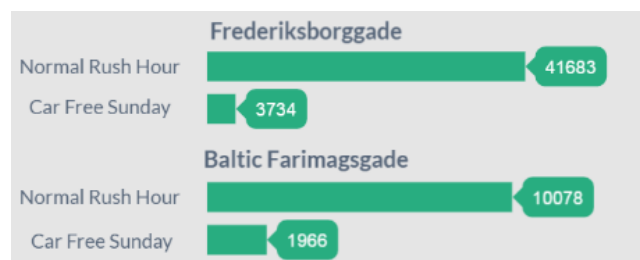 Frederiksborggade
Normal Rush Hour 41683
Car Free Sunday 3734
Baltic Farimagsgade
Normal Rush Hour 10078
Car Free Sunday 1966